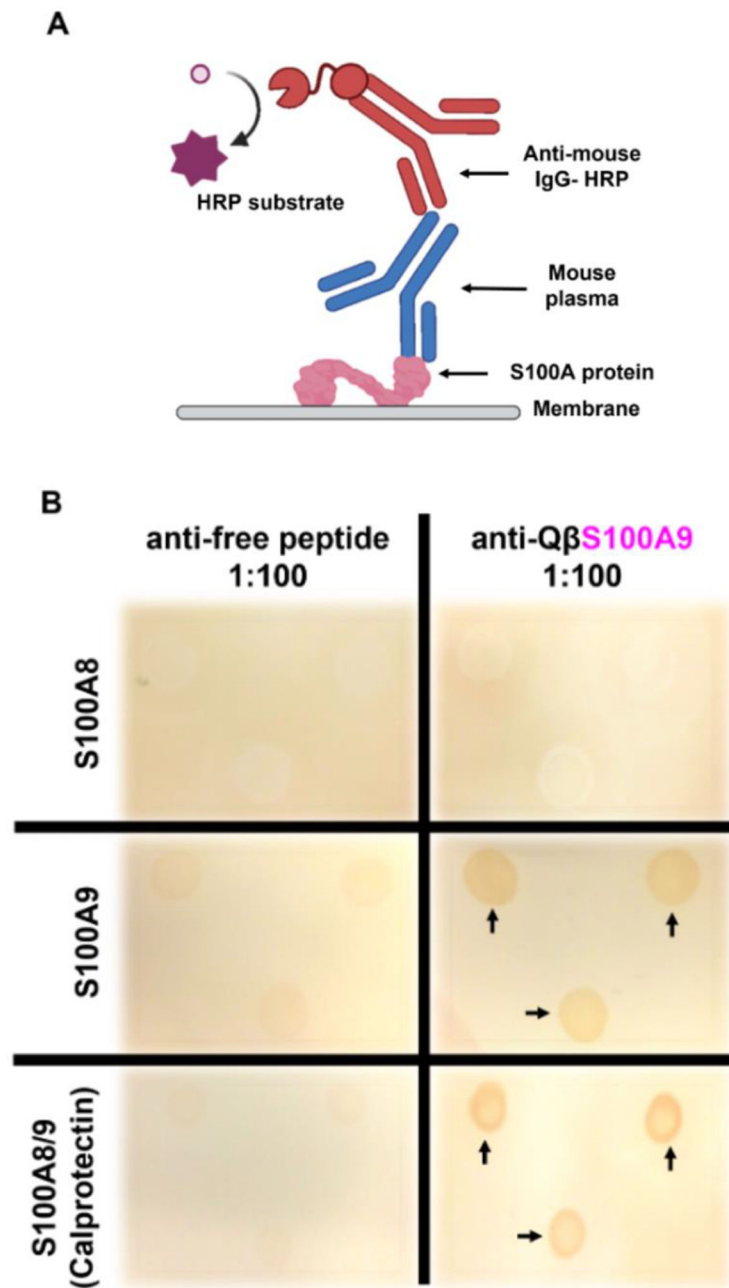 A
HRP substrate
Anti-mouse
IgG- HRP
Mouse
plasma
S100A protein
Membrane
B
anti-free peptide
1:100
anti-QβS100A9
1:100
S100A8
S100A9
S100A8/9
(Calprotectin)